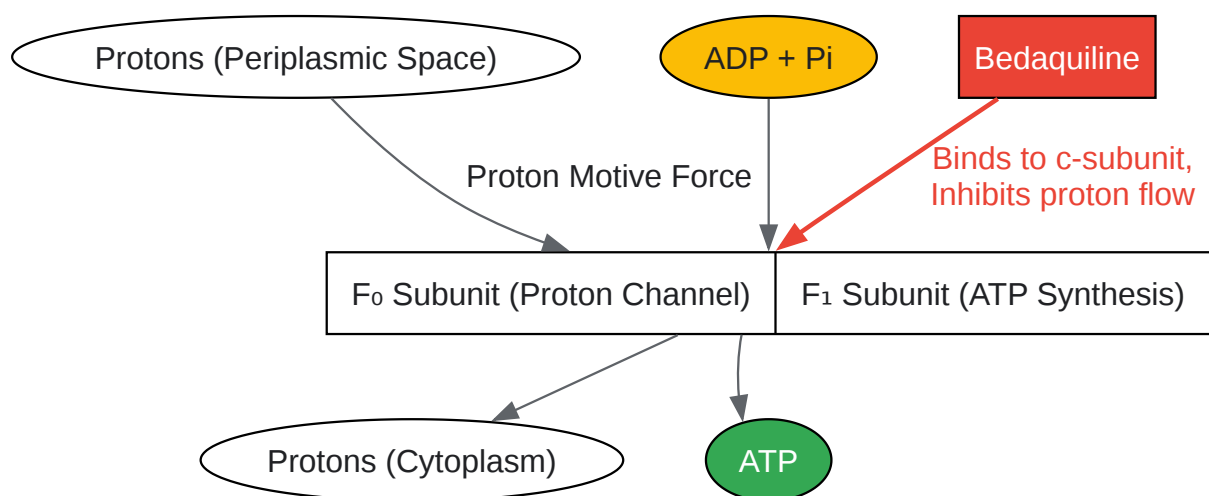 Protons (Periplasmic Space)
ADP + Pi
Bedaquiline
Proton Motive Force
Binds to c-subunit,
Inhibits proton flow
F₀ Subunit (Proton Channel)
F₁ Subunit (ATP Synthesis)
Protons (Cytoplasm)
ATP